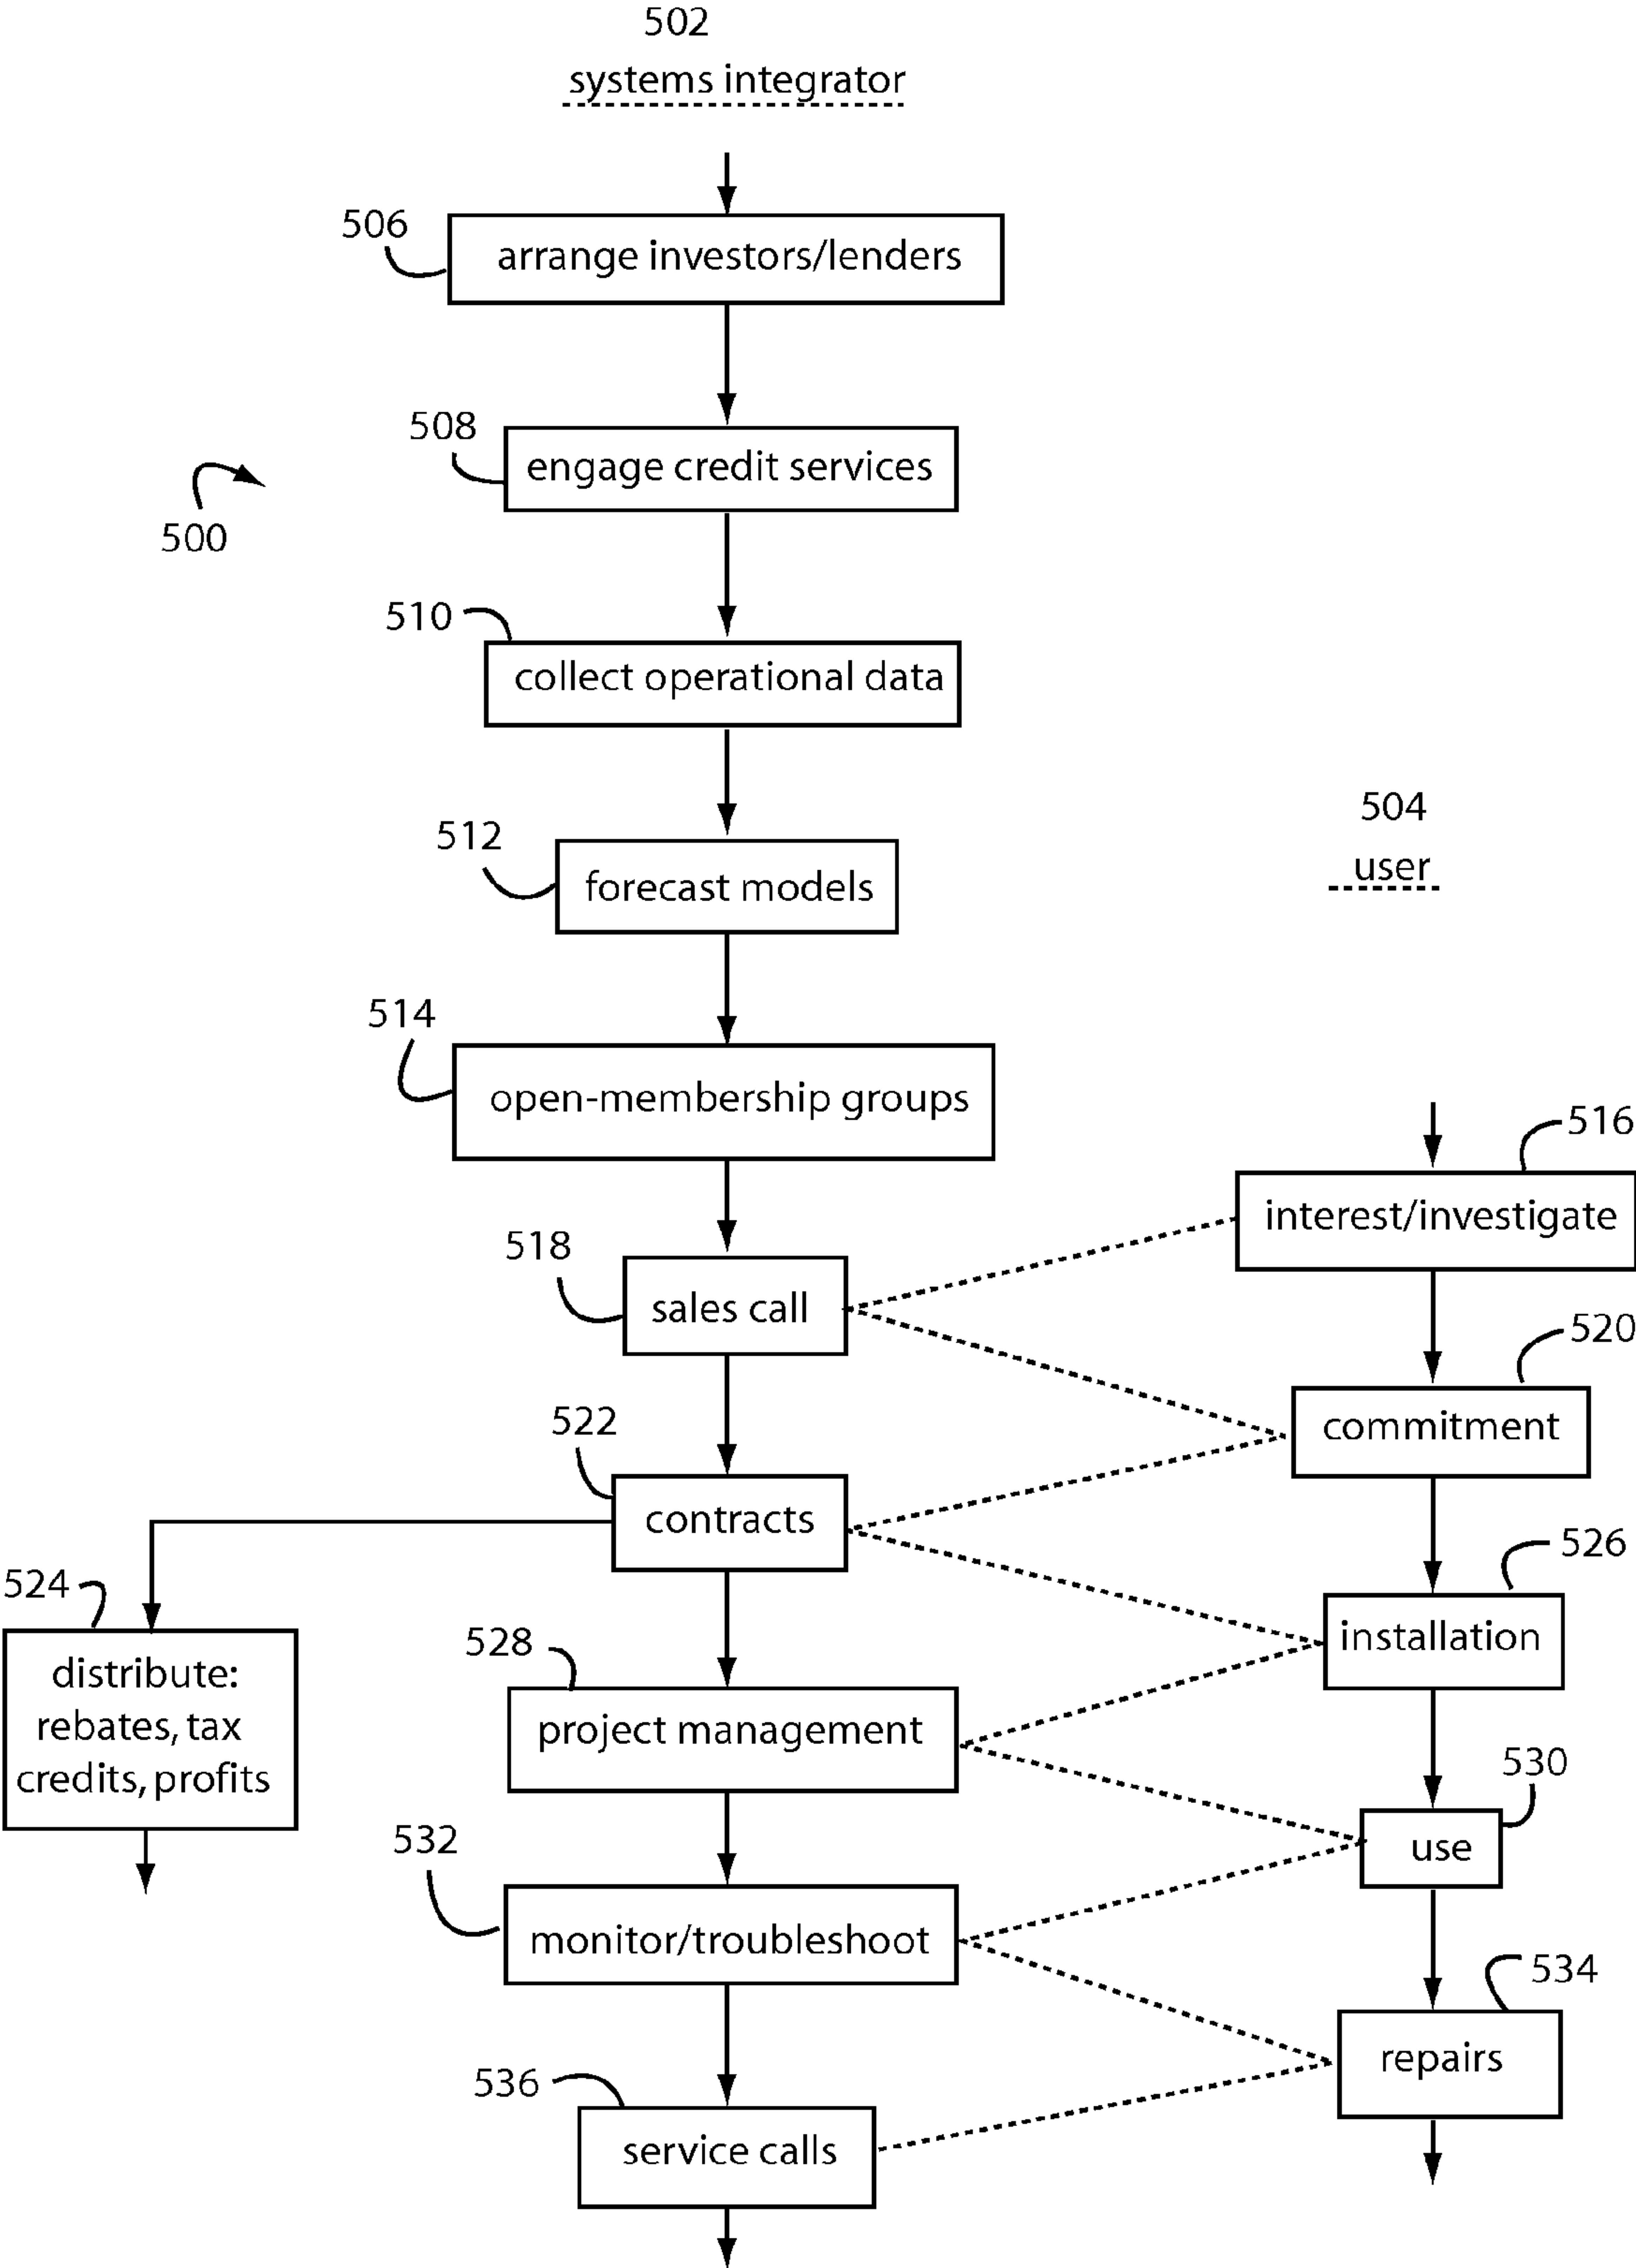 502
systems integrator
506
arrange investors/lenders
508
engage credit services
500
510
collect operational data
504
user
512
forecast models
514
open-membership groups
516
interest/investigate
518
sales call
520
commitment
522
contracts
524
distribute:
rebates, tax
credits, profits
526
installation
528
project management
530
use
532
monitor/troubleshoot
534
repairs
536
service calls